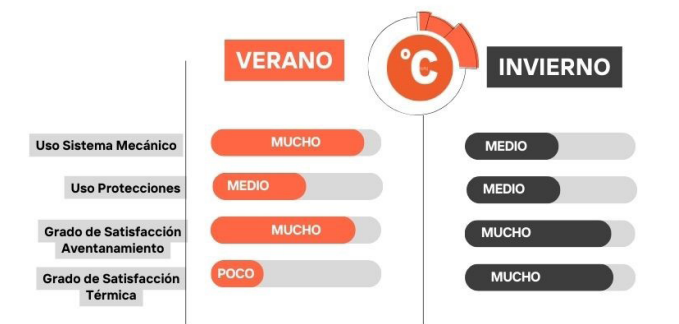 VERANO
°C
INVIERNO
Uso Sistema Mecánico
MUCHO
MEDIO
Uso Protecciones
MEDIO
MEDIO
Grado de Satisfacción
Aventanamiento
MUCHO
MUCHO
Grado de Satisfacción
Térmica
POCO
MUCHO